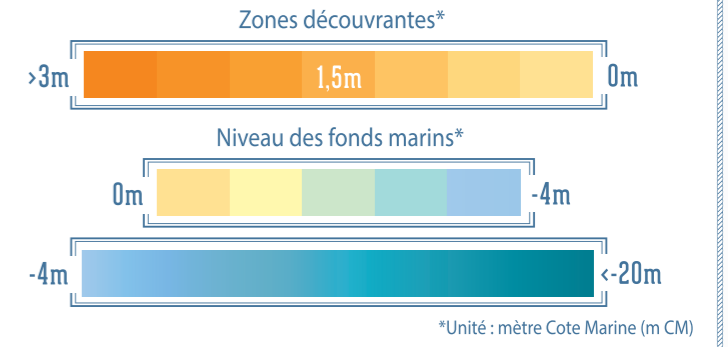 Zones découvrantes*
>3m 1,5m 0m
Niveau des fonds marins*
0m -4m
-4m <-20m
*Unité : mètre Cote Marine (m CM)